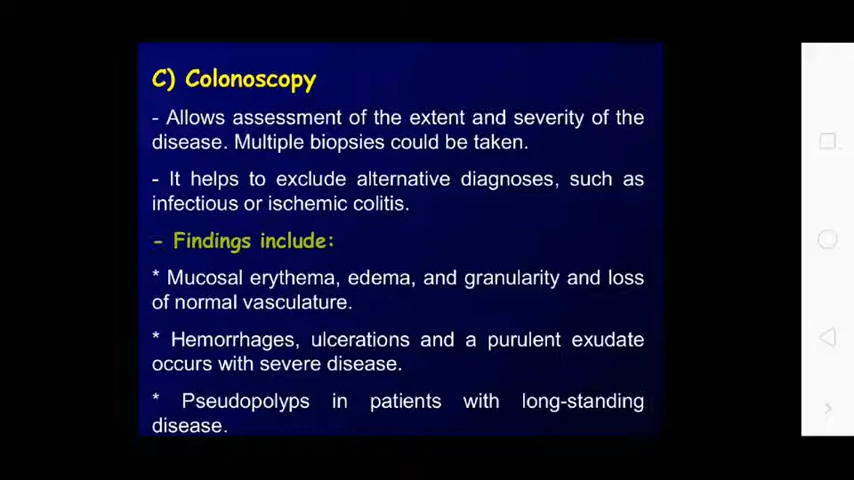 C) Colonoscopy
- Allows assessment of the extent and severity of the
disease. Multiple biopsies could be taken.
- It helps to exclude alternative diagnoses, such as
infectious or ischemic colitis.
- Findings include:
* Mucosal erythema, edema, and granularity and loss
of normal vasculature.
* Hemorrhages, ulcerations and a purulent exudate
occurs with severe disease.
* Pseudopolyps in patients with long-standing
disease.